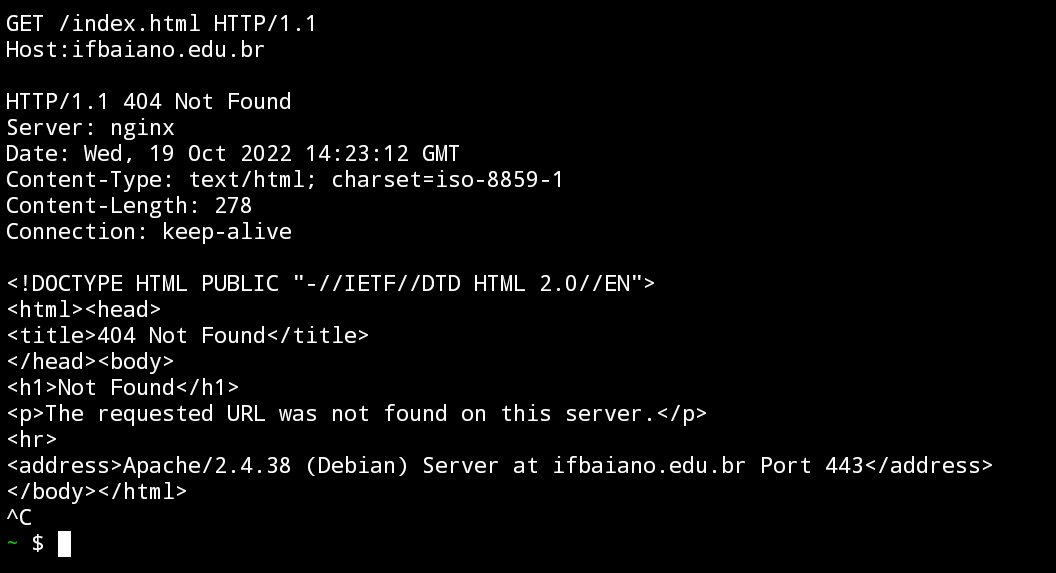 GET /index.html HTTP/1.1
Host:ifbaiano.edu.br

HTTP/1.1 404 Not Found
Server: nginx
Date: Wed, 19 Oct 2022 14:23:12 GMT
Content-Type: text/html; charset=iso-8859-1
Content-Length: 278
Connection: keep-alive

<!DOCTYPE HTML PUBLIC "-//IETF//DTD HTML 2.0//EN">
<html><head>
<title>404 Not Found</title>
</head><body>
<h1>Not Found</h1>
<p>The requested URL was not found on this server.</p>
<hr>
<address>Apache/2.4.38 (Debian) Server at ifbaiano.edu.br Port 443</address>
</body></html>
^C
~ $